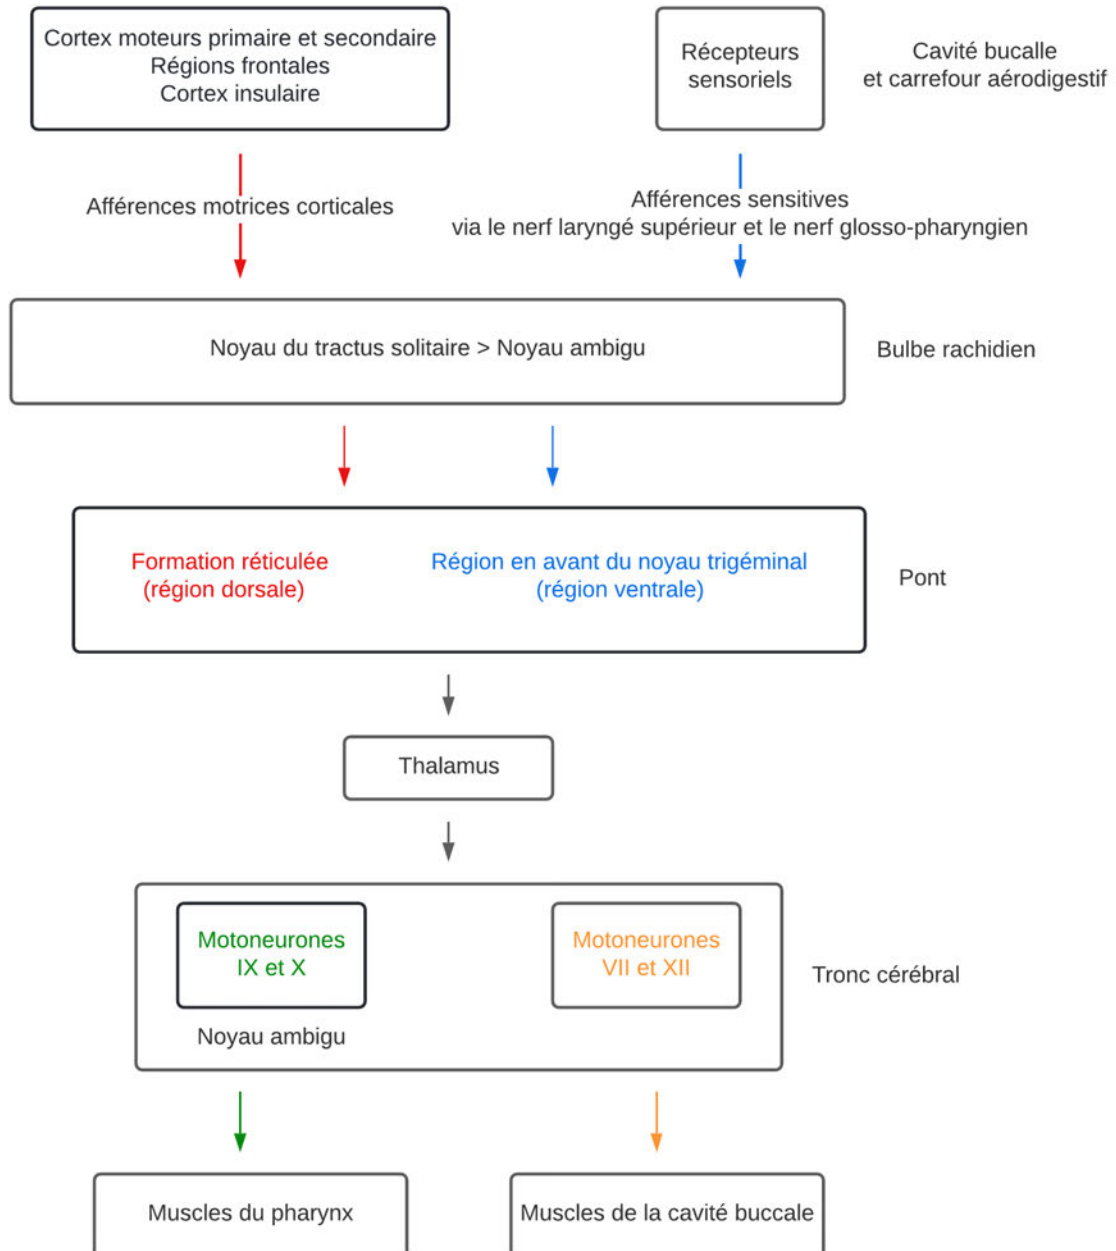 Cortex moteurs primaire et secondaire
Régions frontales
Cortex insulaire
Récepteurs
sensoriels
Cavité bucalle
et carrefour aérodigestif
Afférences motrices corticales
Afférences sensitives
via le nerf laryngé supérieur et le nerf glosso-pharyngien
Noyau du tractus solitaire > Noyau ambigu
Bulbe rachidien
Formation réticulée
(région dorsale)
Région en avant du noyau trigéminal
(région ventrale)
Pont
Thalamus
Motoneurones
IX et X
Motoneurones
VII et XII
Tronc cérébral
Noyau ambigu
Muscles du pharynx
Muscles de la cavité buccale